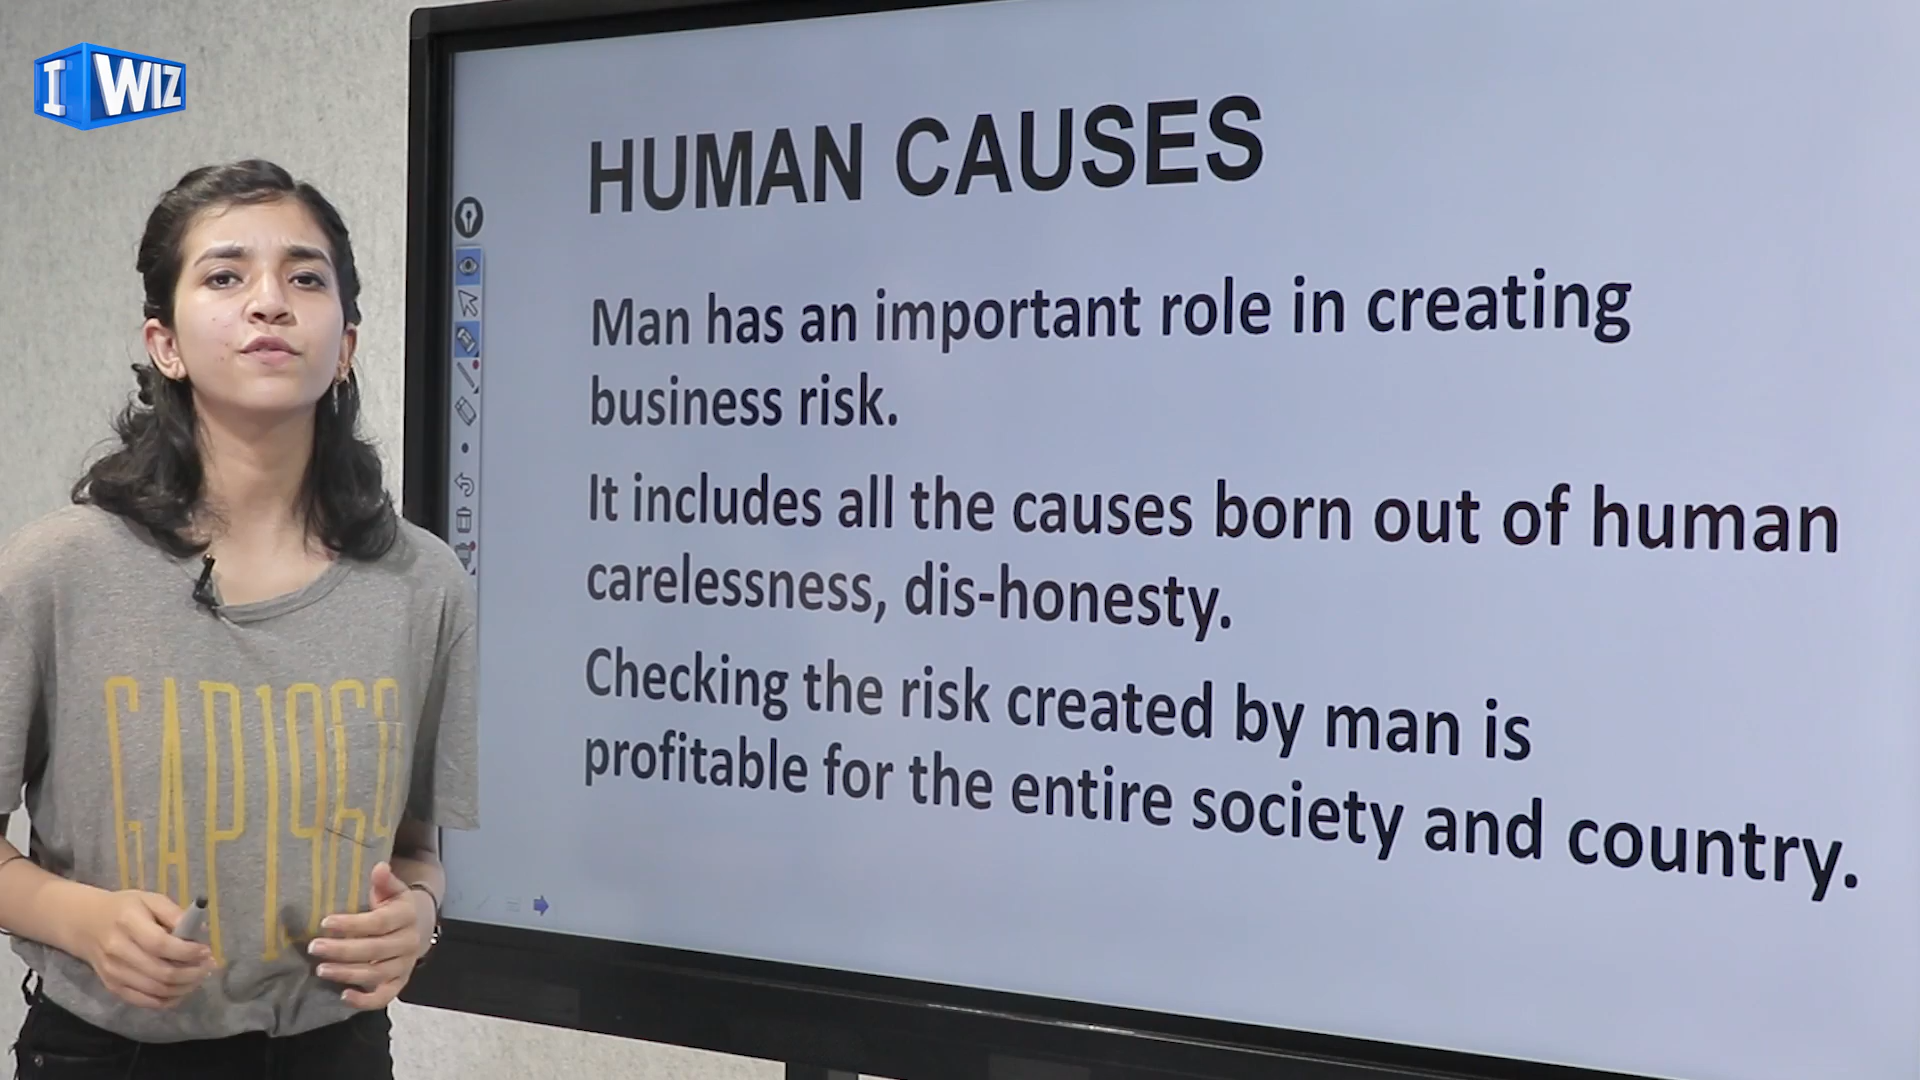 I WIZ
HUMAN CAUSES
Man has an important role in creating
business risk.
It includes all the causes born out of human
carelessness, dis-honesty.
Checking the risk created by man is
profitable for the entire society and country.
GAP1969